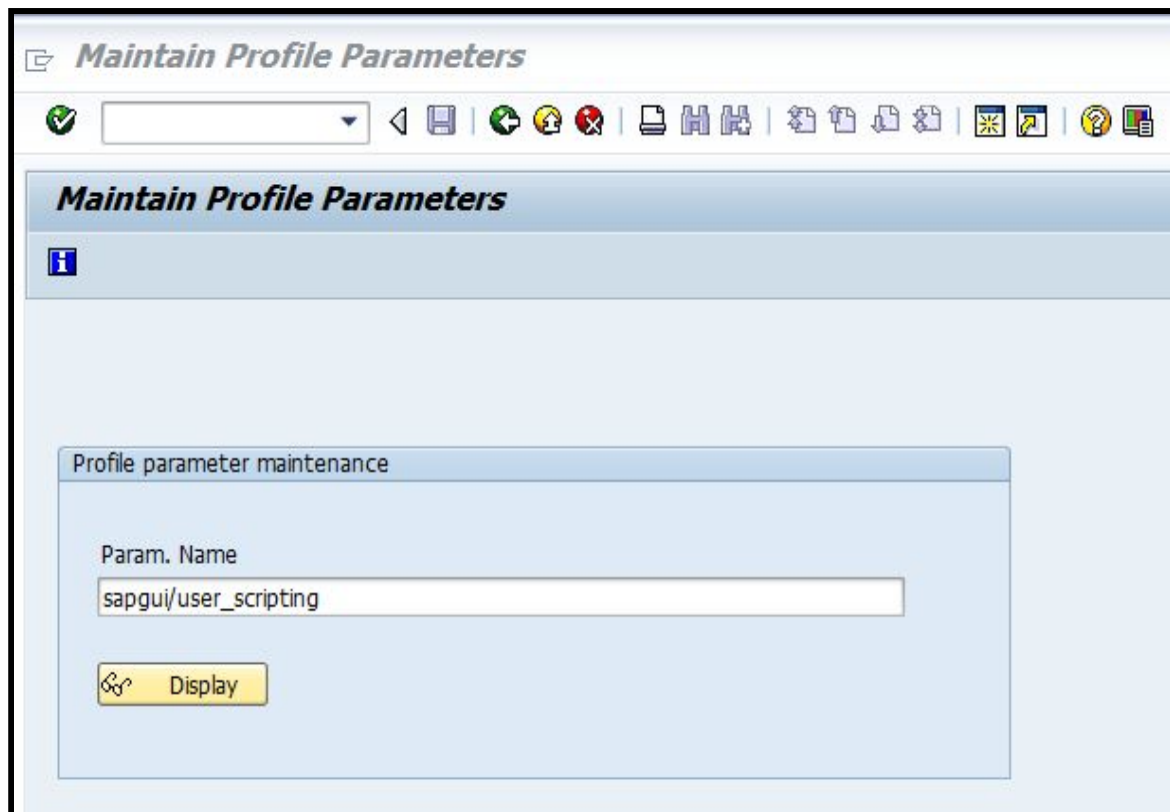 Maintain Profile Parameters
Maintain Profile Parameters
Profile parameter maintenance
Param. Name
sapgui/user_scripting
Display